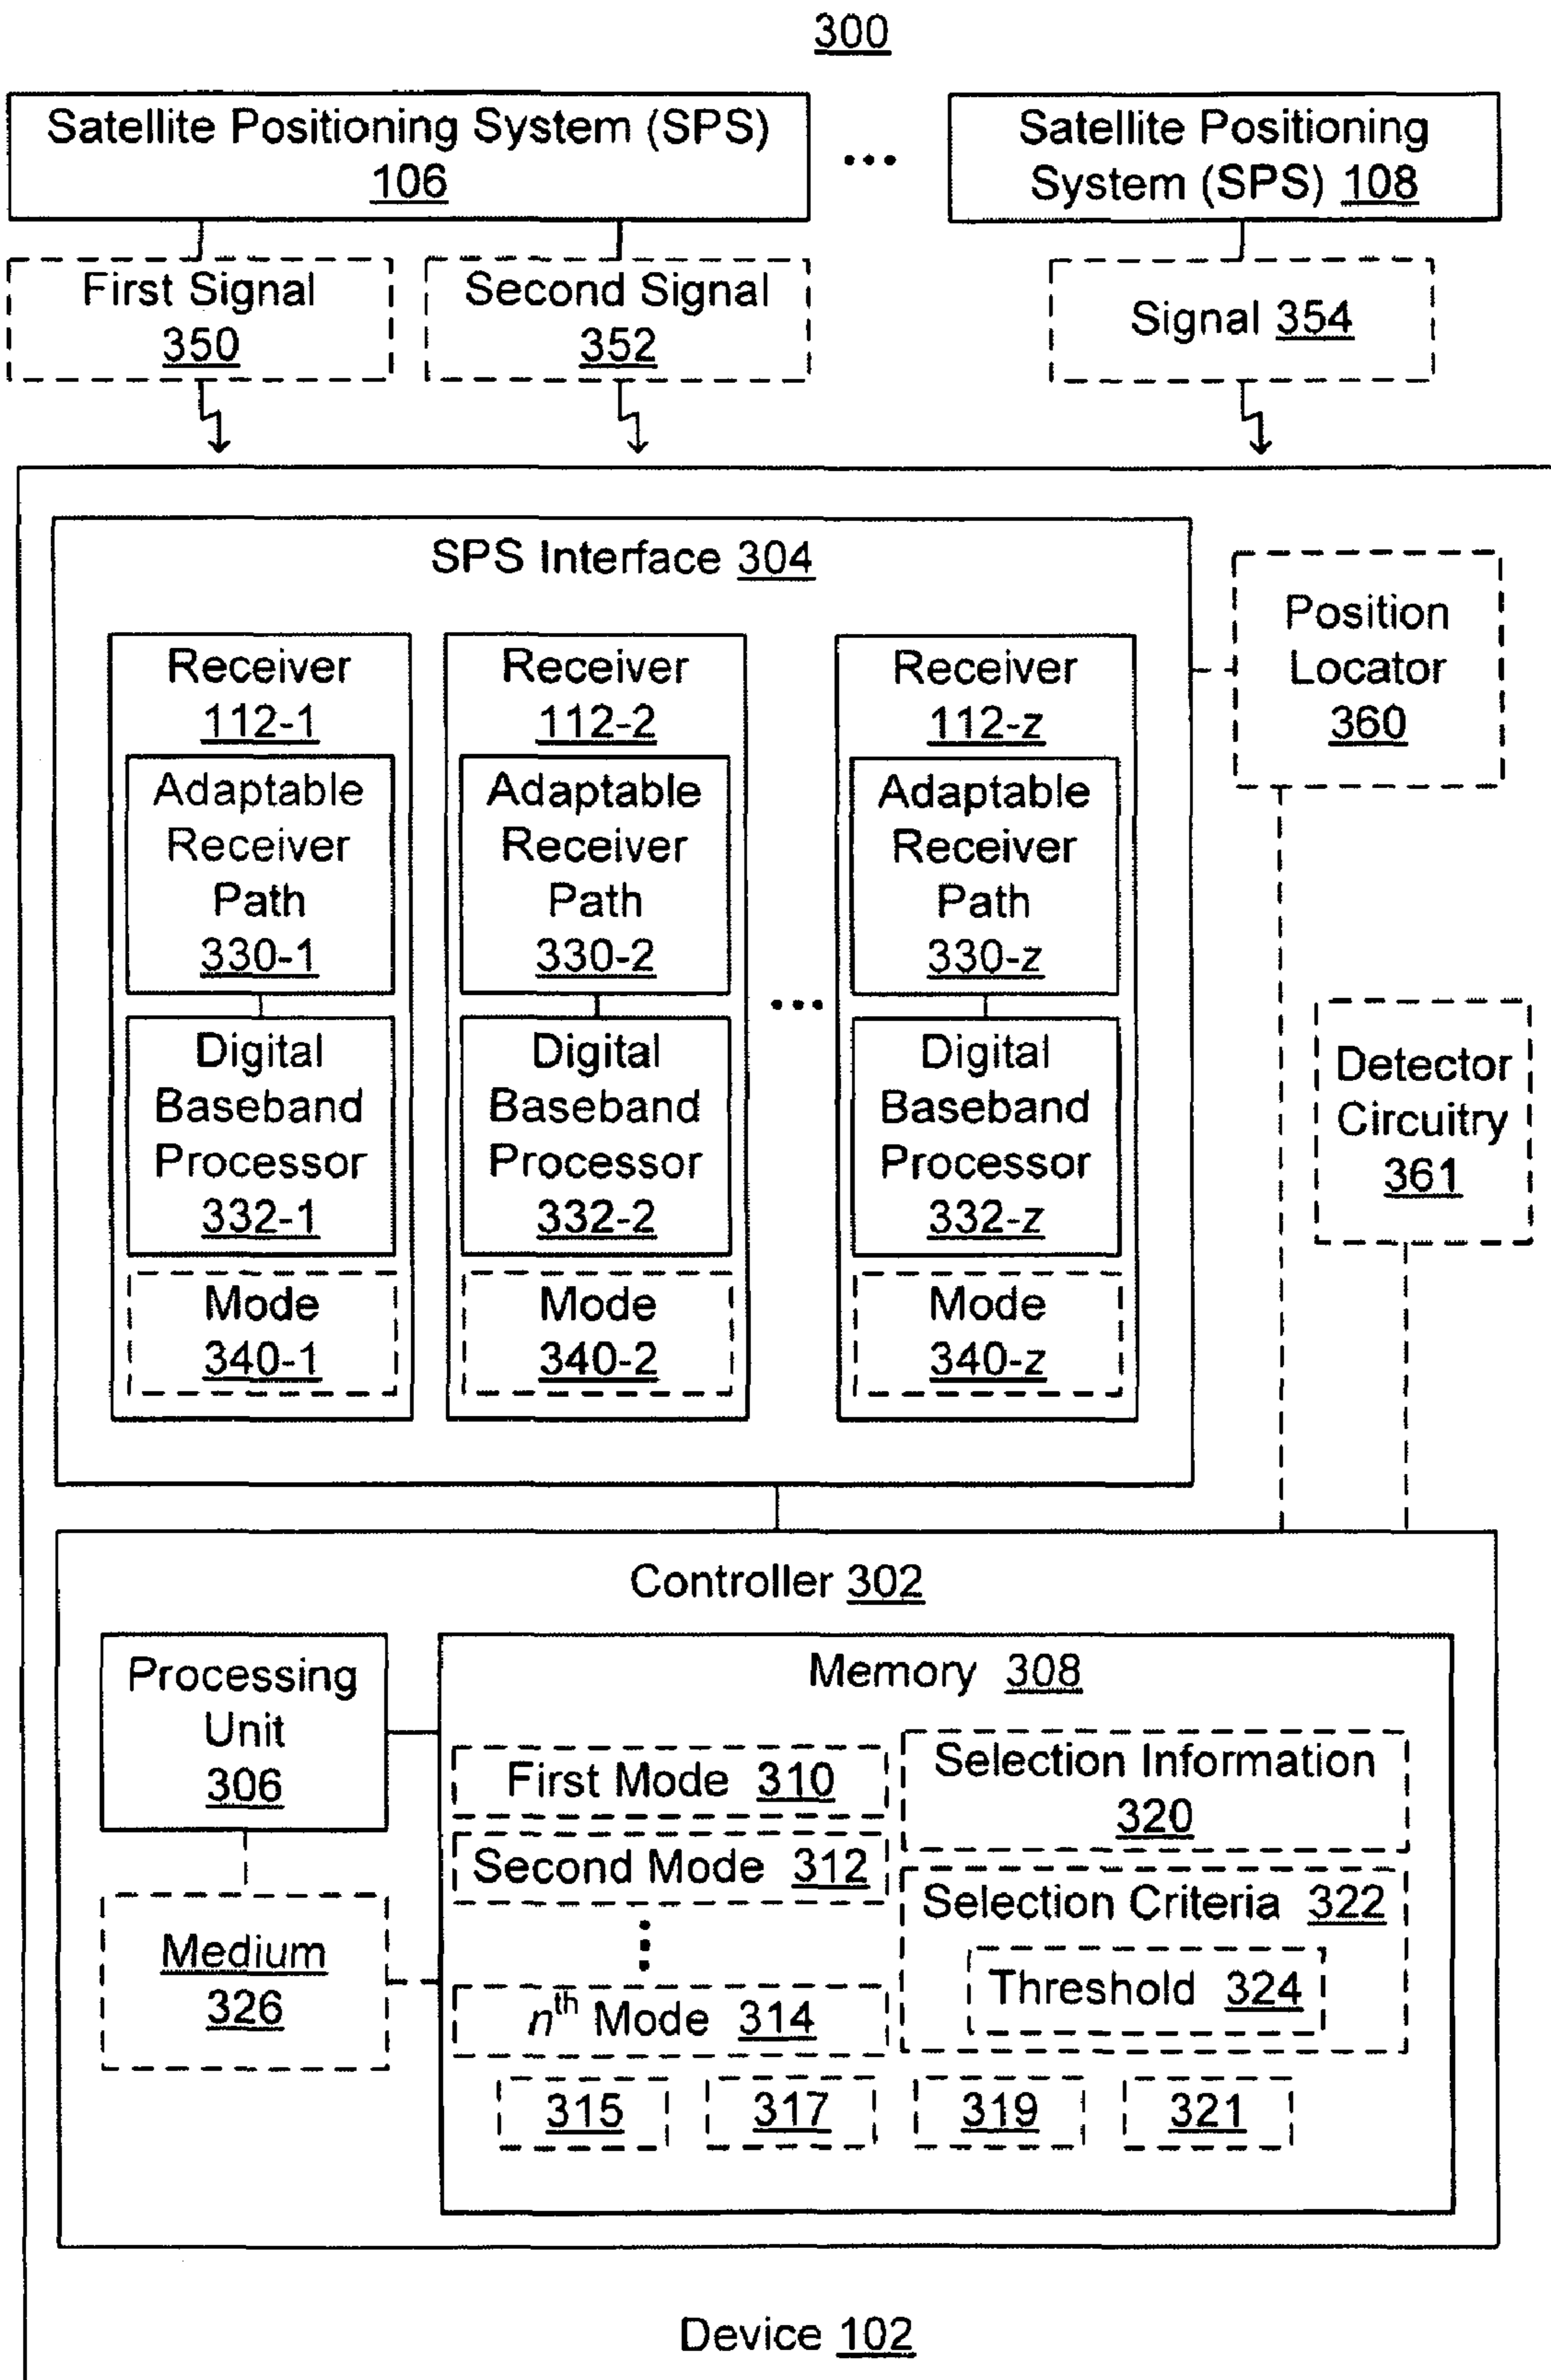 300
Satellite Positioning System (SPS)
106
...
Satellite Positioning
System (SPS) 108
First Signal
350
Second Signal
352
Signal 354
SPS Interface 304
Receiver
112-1
Adaptable
Receiver
Path
330-1
Digital
Baseband
Processor
332-1
Mode
340-1
Receiver
112-2
Adaptable
Receiver
Path
330-2
Digital
Baseband
Processor
332-2
Mode
340-2
...
Receiver
112-z
Adaptable
Receiver
Path
330-z
Digital
Baseband
Processor
332-z
Mode
340-z
Position
Locator
360
Detector
Circuitry
361
Controller 302
Processing
Unit
306
Medium
326
Memory 308
First Mode 310
Second Mode 312
nth Mode 314
Selection Information
320
Selection Criteria 322
Threshold 324
315
317
319
321
Device 102